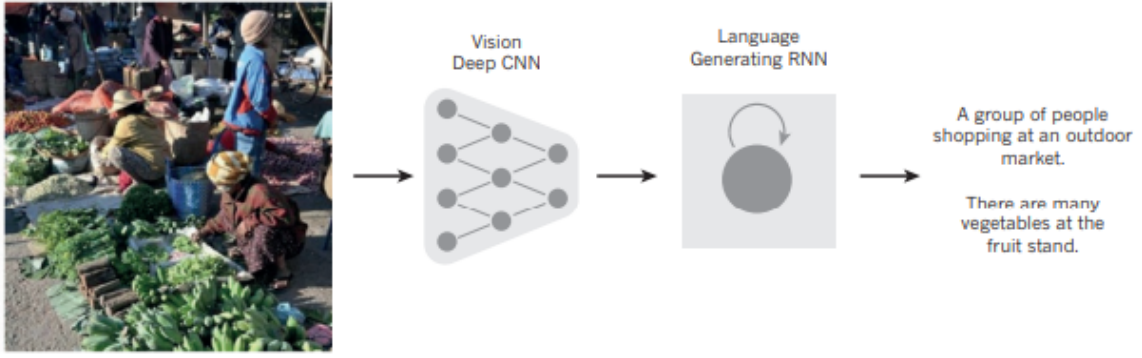 Vision
Deep CNN
Language
Generating RNN
A group of people
shopping at an outdoor
market.
There are many
vegetables at the
fruit stand.